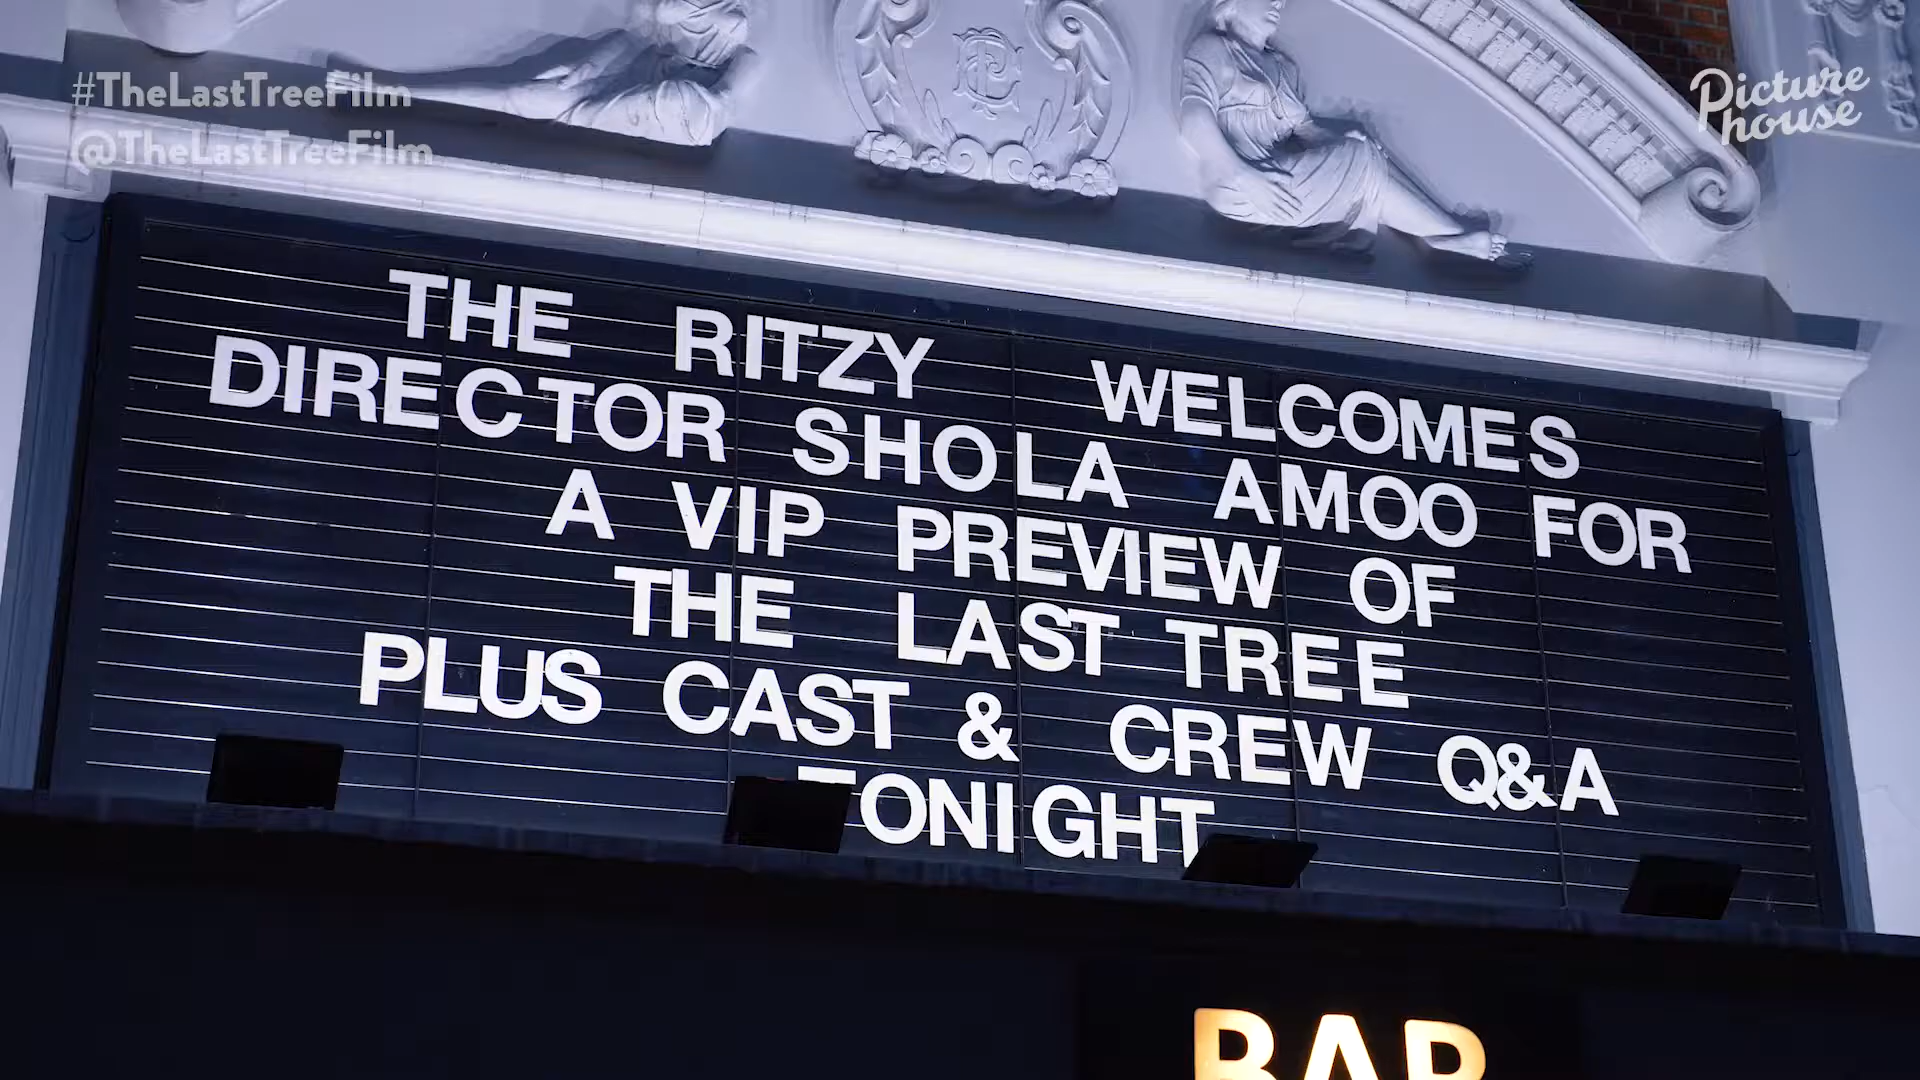 #TheLastTreeFilm
@TheLastTreeFilm
Picture
house
THE RITZY WELCOMES
DIRECTOR SHOLA AMOO FOR
A VIP PREVIEW OF
THE LAST TREE
PLUS CAST & CREW Q&A
TONIGHT
BAR